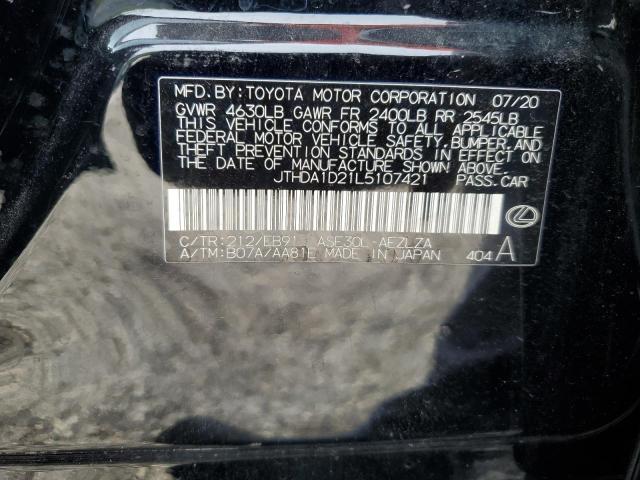 MFD. BY: TOYOTA MOTOR CORPORATION 07/20
GVWR 4630LB GAWR FR 2400LB RR 2545LB
THIS VEHICLE CONFORMS TO ALL APPLICABLE
FEDERAL MOTOR VEHICLE SAFETY, BUMPER, AND
THEFT PREVENTION STANDARDS IN EFFECT ON
THE DATE OF MANUFACTURE SHOWN ABOVE.
JTHDA1D21L5107421 PASS. CAR
C/TR: 212/EB91 ASE30L-AEZLZA
A/TM: B07A/AA81E MADE IN JAPAN 404 A